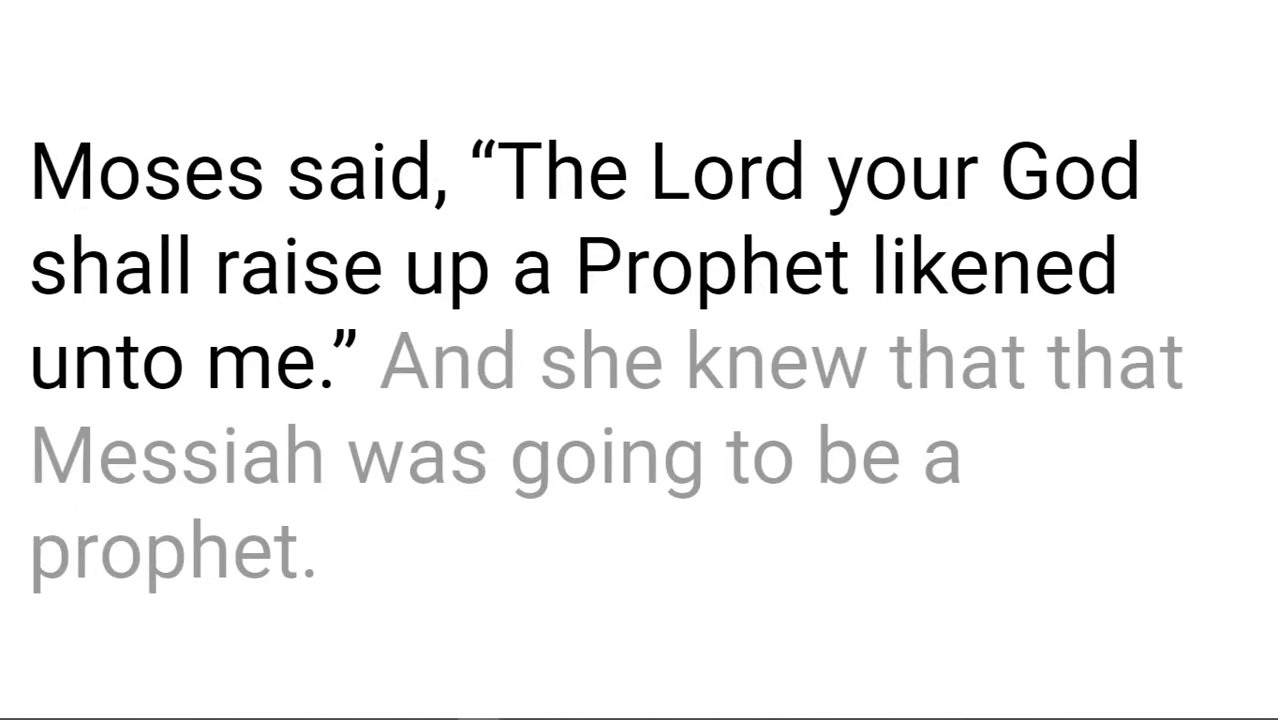 Moses said, “The Lord your God
shall raise up a Prophet likened
unto me.” And she knew that that
Messiah was going to be a
prophet.